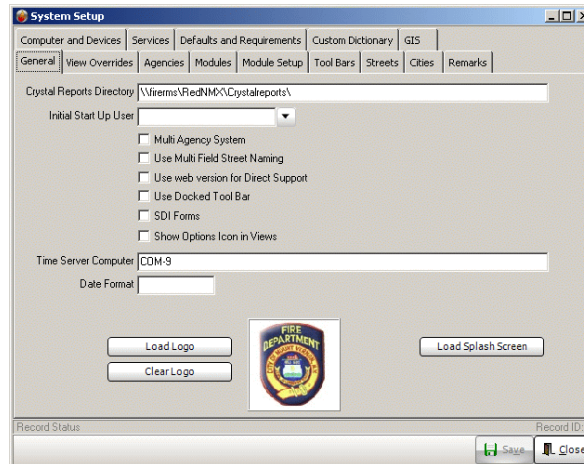 System Setup
Computer and Devices Services Defaults and Requirements Custom Dictionary GIS
General View Overrides Agencies Modules Module Setup Tool Bars Streets Cities Remarks
Crystal Reports Directory \\firerms\RedNMX\Crystalreports\
Initial Start Up User
Multi Agency System
Use Multi Field Street Naming
Use web version for Direct Support
Use Docked Tool Bar
SDI Forms
Show Options Icon in Views
Time Server Computer COM-9
Date Format
FIRE
DEPARTMENT
Load Logo
Load Splash Screen
Clear Logo
Record Status Record ID:
Save Close